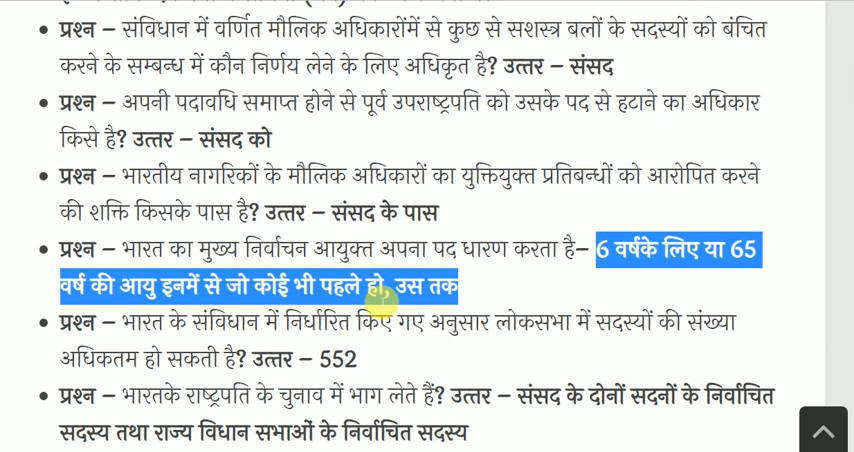 प्रश्न – संविधान में वर्णित मौलिक अधिकारोंमें से कुछ से सशस्त्र बलों के सदस्यों को बंचित
करने के सम्बन्ध में कौन निर्णय लेने के लिए अधिकृत है? उत्तर – संसद
प्रश्न – अपनी पदावधि समाप्त होने से पूर्व उपराष्ट्रपति को उसके पद से हटाने का अधिकार
किसे है? उत्तर – संसद को
प्रश्न – भारतीय नागरिकों के मौलिक अधिकारों का युक्तियुक्त प्रतिबन्धों को आरोपित करने
की शक्ति किसके पास है? उत्तर – संसद के पास
प्रश्न – भारत का मुख्य निर्वाचन आयुक्त अपना पद धारण करता है– 6 वर्षके लिए या 65
वर्ष की आयु इनमें से जो कोई भी पहले हो, उस तक
प्रश्न – भारत के संविधान में निर्धारित किए गए अनुसार लोकसभा में सदस्यों की संख्या
अधिकतम हो सकती है? उत्तर – 552
प्रश्न – भारतके राष्ट्रपति के चुनाव में भाग लेते हैं? उत्तर – संसद के दोनों सदनों के निर्वाचित
सदस्य तथा राज्य विधान सभाओं के निर्वाचित सदस्य